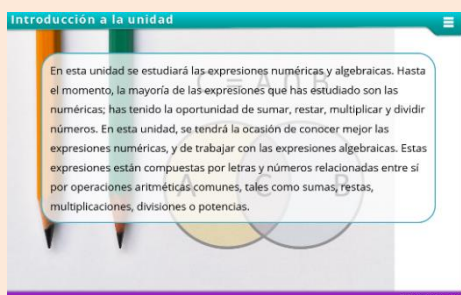 Introducción a la unidad
C = A ∩ B
En esta unidad se estudiará las expresiones numéricas y algebraicas. Hasta
el momento, la mayoría de las expresiones que has estudiado son las
numéricas; has tenido la oportunidad de sumar, restar, multiplicar y dividir
números. En esta unidad, se tendrá la ocasión de conocer mejor las
expresiones numéricas, y de trabajar con las expresiones algebraicas. Estas
expresiones están compuestas por letras y números relacionadas entre sí
por operaciones aritméticas comunes, tales como sumas, restas,
multiplicaciones, divisiones o potencias.
A C B